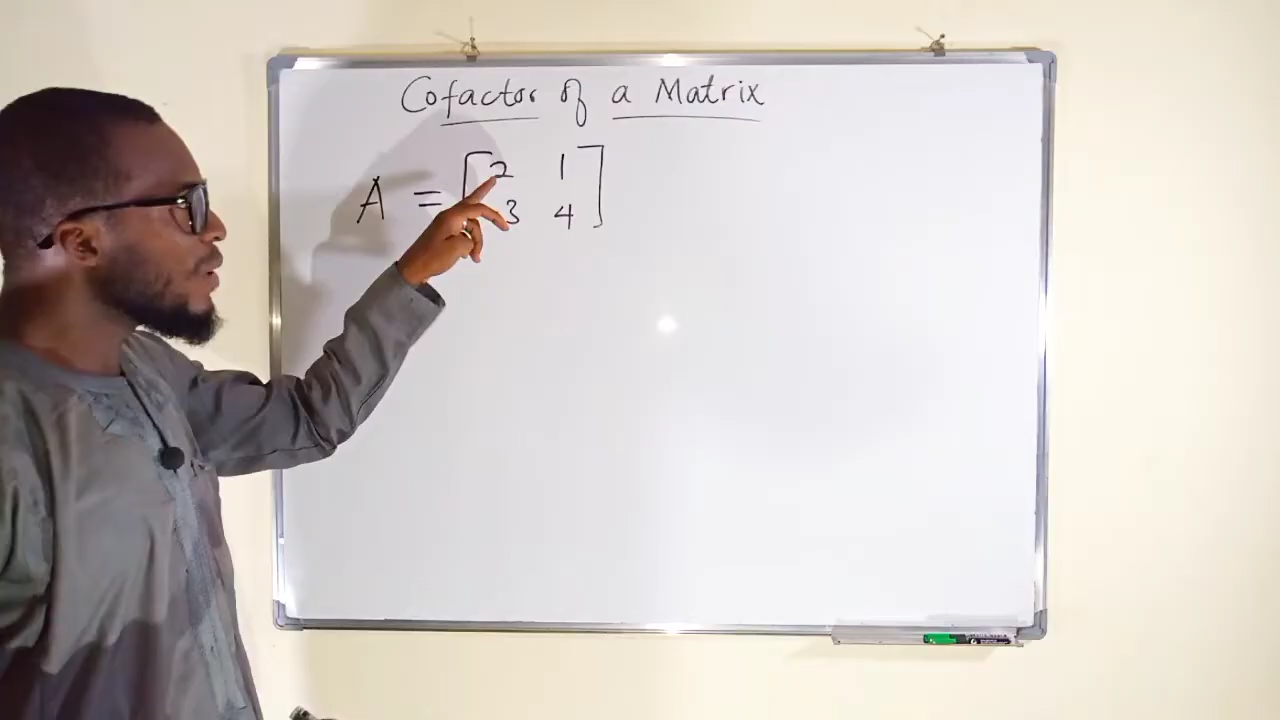 Cofactor of a Matrix
A = [2 1
3 4]